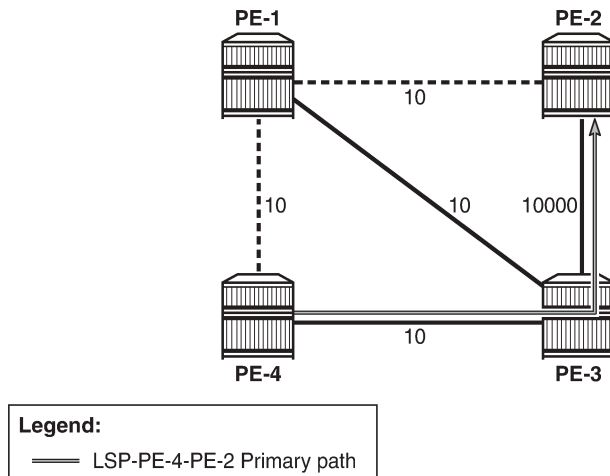 PE-1
PE-2
10
10
10
10000
10
PE-4
PE-3
Legend:
LSP-PE-4-PE-2 Primary path